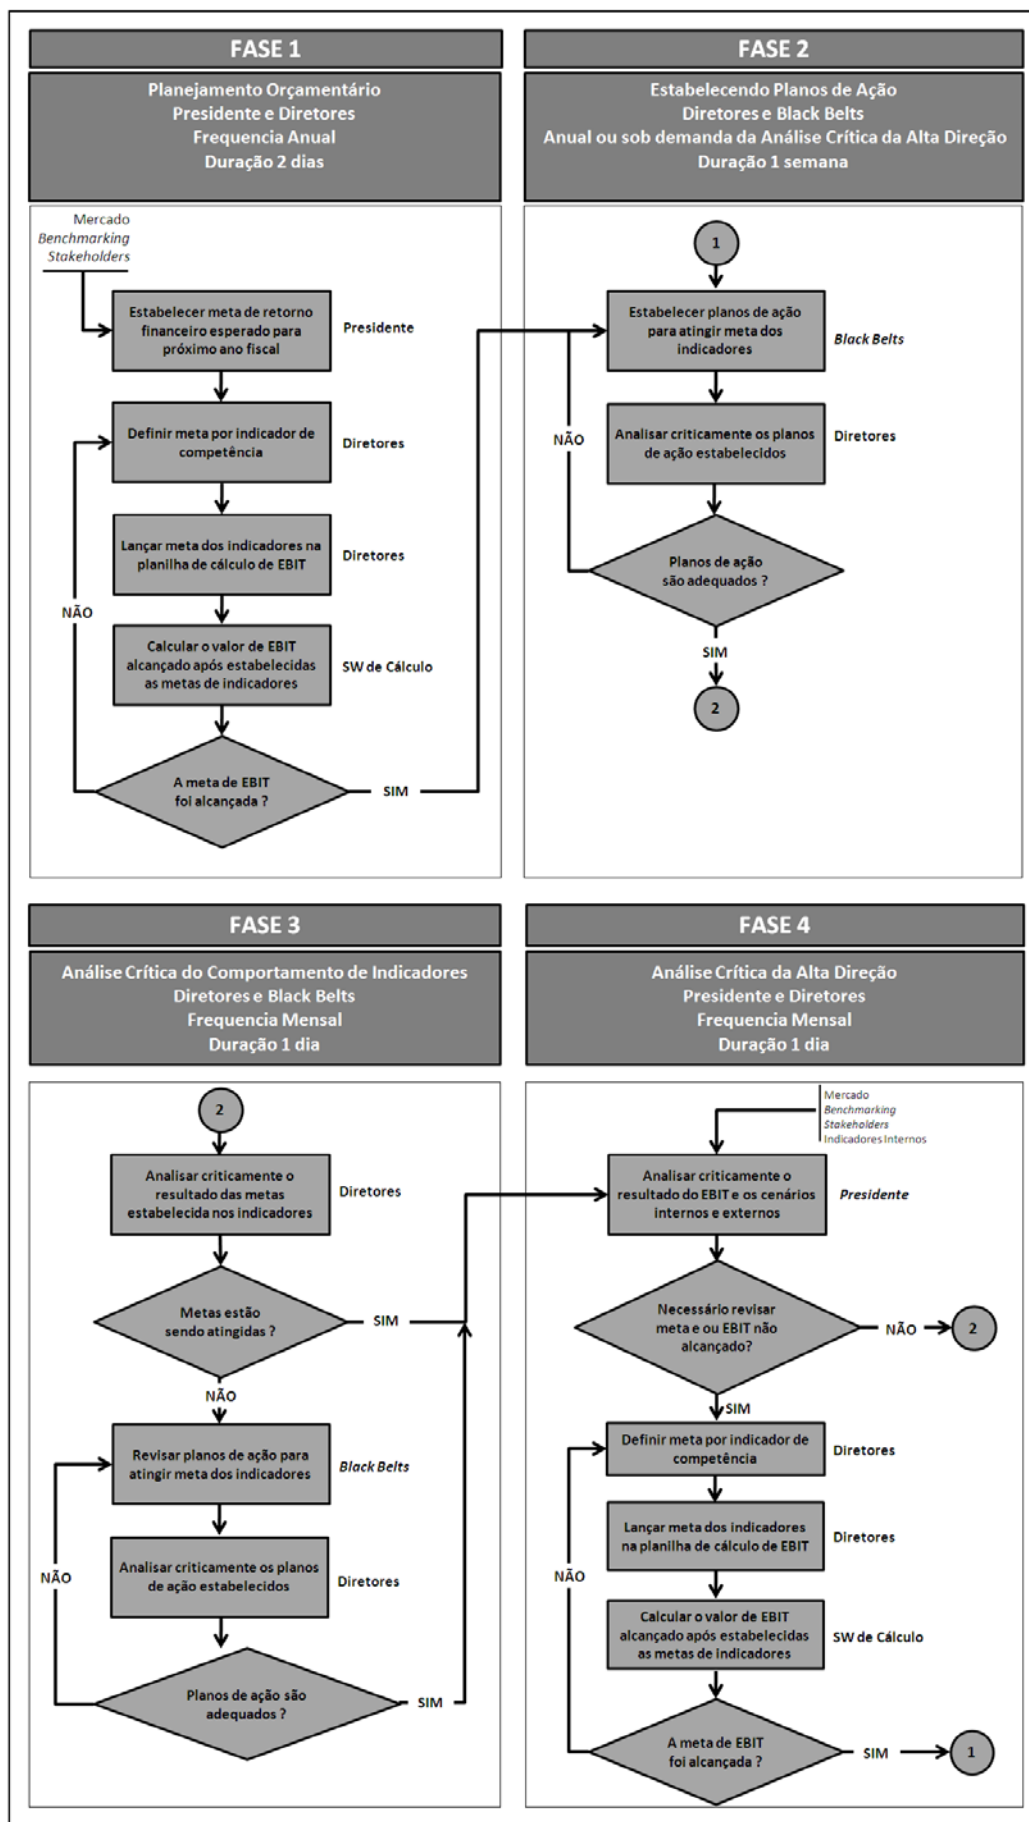 FASE 1
Planejamento Orçamentário
Presidente e Diretores
Frequencia Anual
Duração 2 dias
Mercado
Benchmarking
Stakeholders
Estabelecer meta de retorno
financeiro esperado para
próximo ano fiscal
Presidente
Definir meta por indicador de
competência
Diretores
Lançar meta dos indicadores na
planilha de cálculo de EBIT
Diretores
NÃO
Calcular o valor de EBIT
alcançado após estabelecidas
as metas de indicadores
SW de Cálculo
A meta de EBIT
foi alcançada ?
SIM
FASE 2
Estabelecendo Planos de Ação
Diretores e Black Belts
Anual ou sob demanda da Análise Crítica da Alta Direção
Duração 1 semana
1
Estabelecer planos de ação
para atingir meta dos
indicadores
Black Belts
NÃO
Analisar criticamente os planos
de ação estabelecidos
Diretores
Planos de ação
são adequados ?
SIM
2
FASE 3
Análise Crítica do Comportamento de Indicadores
Diretores e Black Belts
Frequencia Mensal
Duração 1 dia
2
Analisar criticamente o
resultado das metas
estabelecida nos indicadores
Diretores
Metas estão
sendo atingidas ?
SIM
NÃO
Revisar planos de ação para
atingir meta dos indicadores
Black Belts
NÃO
Analisar criticamente os planos
de ação estabelecidos
Diretores
Planos de ação são
adequados ?
SIM
FASE 4
Análise Crítica da Alta Direção
Presidente e Diretores
Frequencia Mensal
Duração 1 dia
Mercado
Benchmarking
Stakeholders
Indicadores Internos
Analisar criticamente o
resultado do EBIT e os cenários
internos e externos
Presidente
Necessário revisar
meta e ou EBIT não
alcançado?
NÃO
2
SIM
Definir meta por indicador de
competência
Diretores
Lançar meta dos indicadores
na planilha de cálculo de EBIT
Diretores
NÃO
Calcular o valor de EBIT
alcançado após estabelecidas
as metas de indicadores
SW de Cálculo
A meta de EBIT
foi alcançada ?
SIM
1